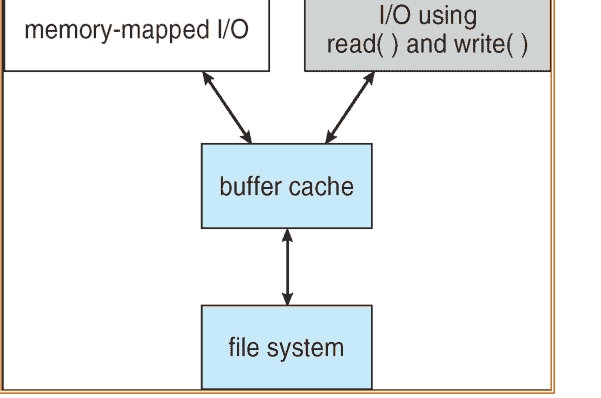 memory-mapped I/O
I/O using
read( ) and write( )
buffer cache
file system